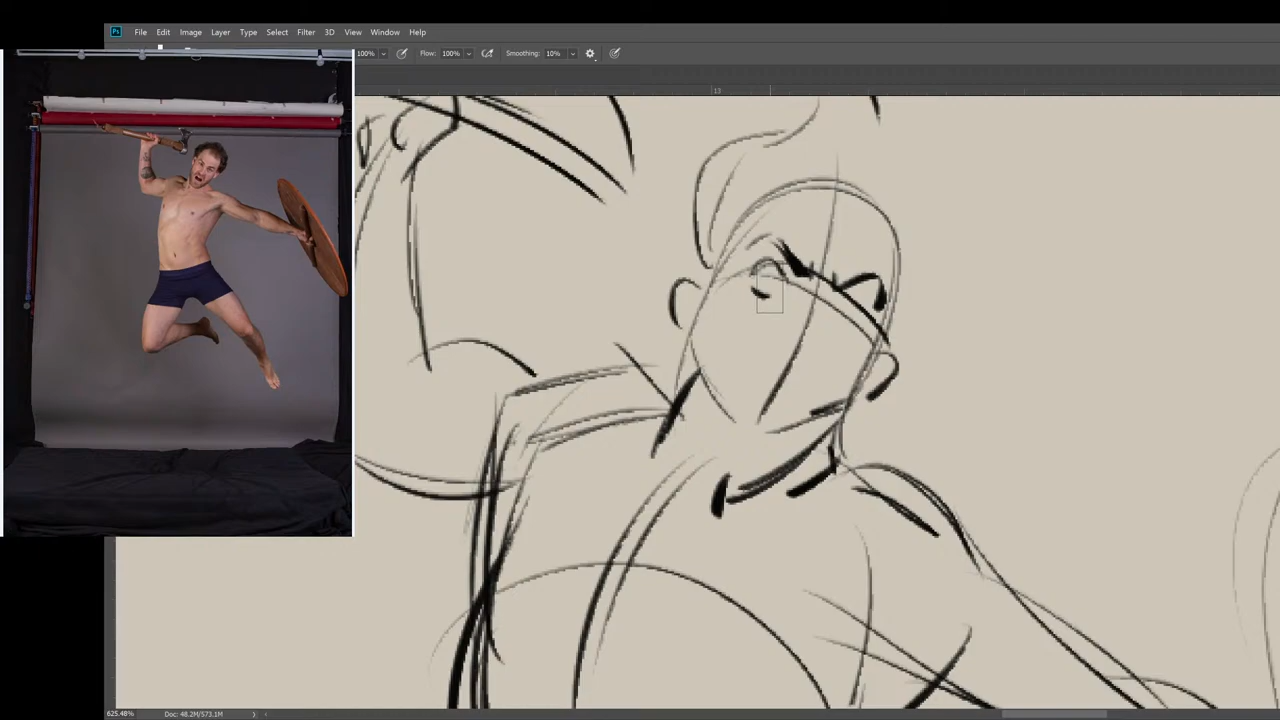 Ps File Edit Image Layer Type Select Filter 3D View Window Help
100% Flow: 100% Smoothing: 10%
13
625.48% Doc: 48.2M/573.1M